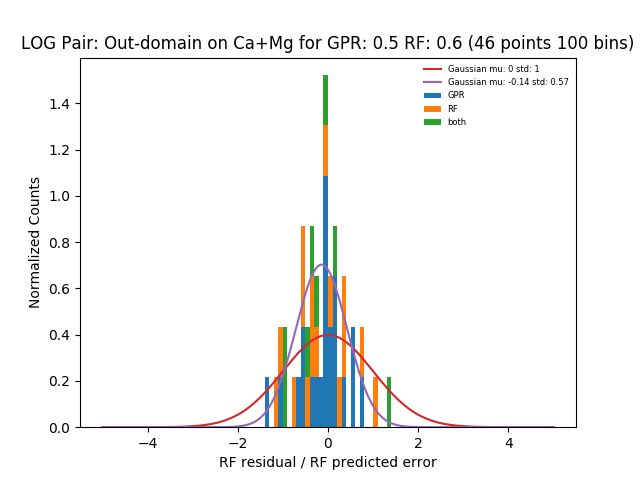 LOG Pair: Out-domain on Ca+Mg for GPR: 0.5 RF: 0.6 (46 points 100 bins)
Gaussian mu: 0 std: 1
Gaussian mu: -0.14 std: 0.57
GPR
RF
both
Normalized Counts
1.4
1.2
1.0
0.8
0.6
0.4
0.2
0.0
−4 −2 0 2 4
RF residual / RF predicted error